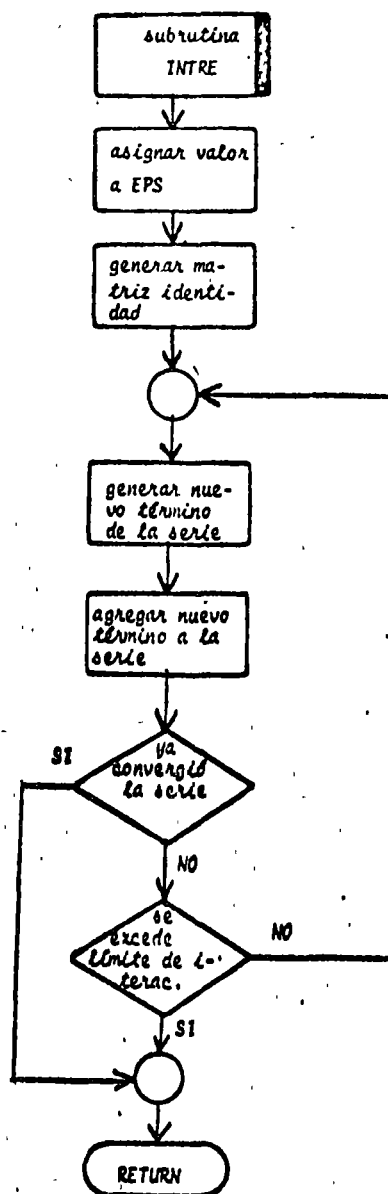 subrutina
INTRE
asignar valor
a EPS
generar ma-
triz identi-
dad
generar nue-
vo término
de la serie
agregar nuevo
término a la
serie
SI
ya
convergió
la serie
NO
se
excede
límite de i-
terac.
NO
SI
RETURN